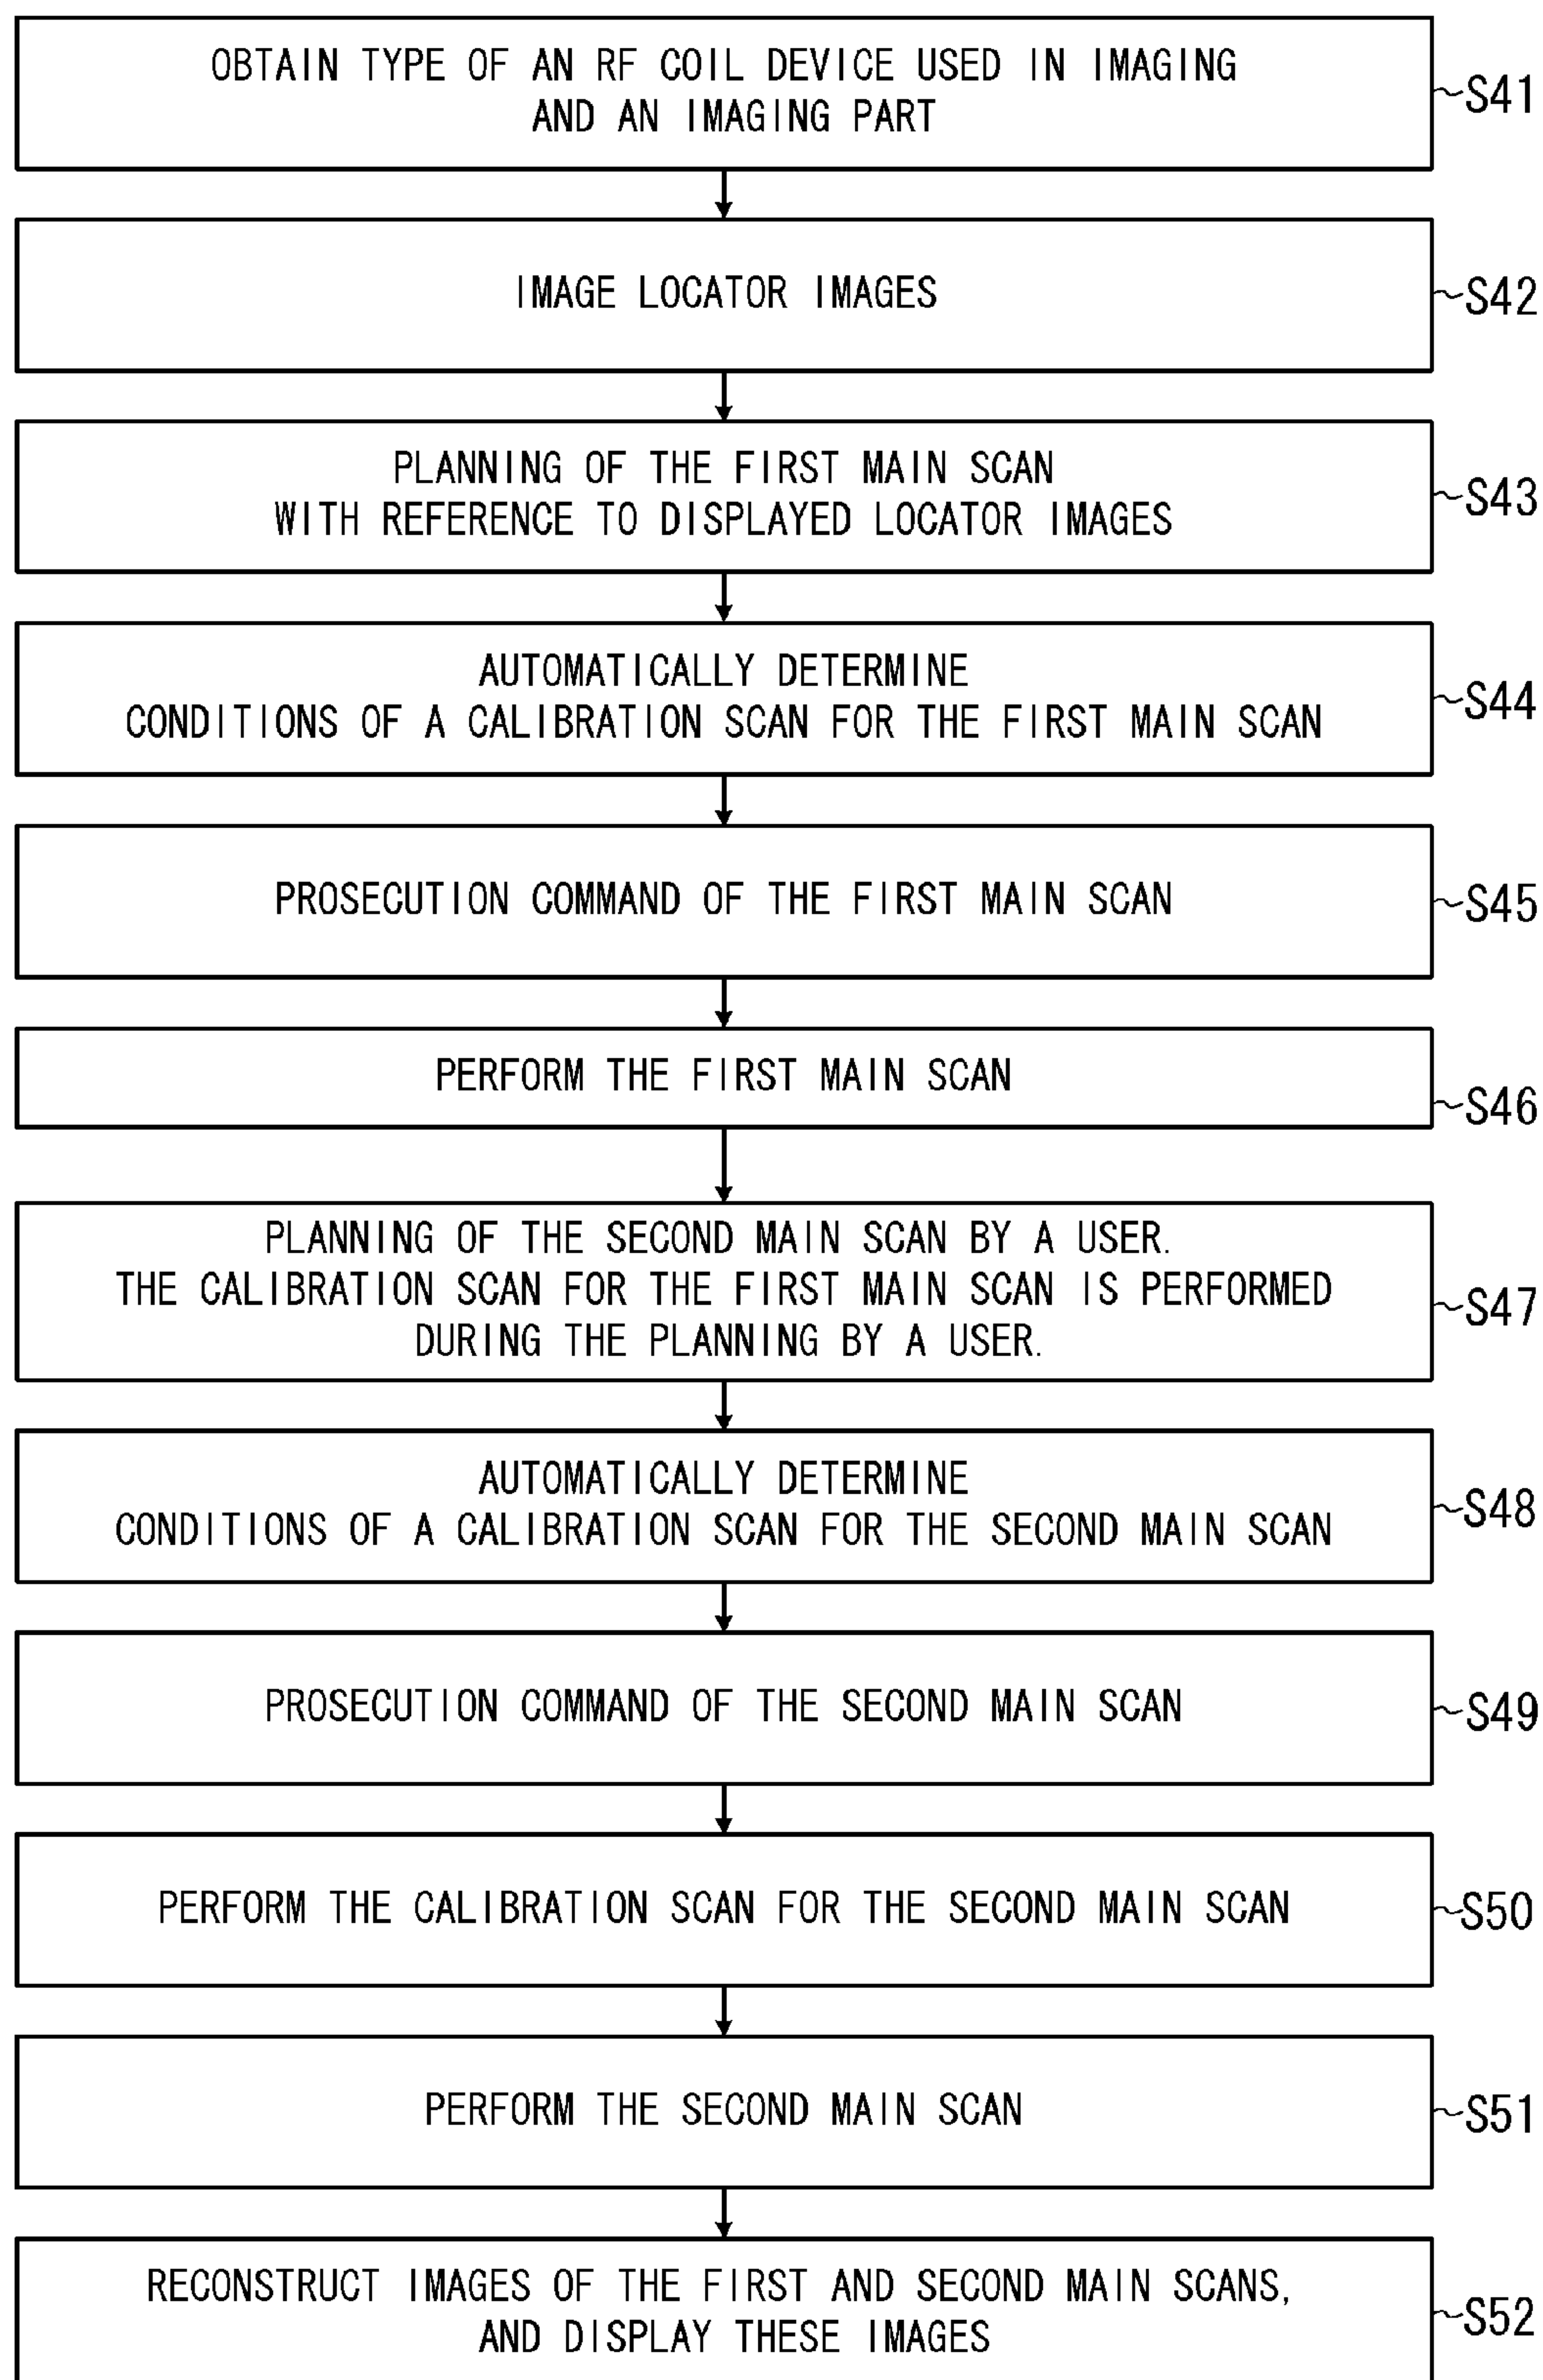 OBTAIN TYPE OF AN RF COIL DEVICE USED IN IMAGING
AND AN IMAGING PART
S41
IMAGE LOCATOR IMAGES
S42
PLANNING OF THE FIRST MAIN SCAN
WITH REFERENCE TO DISPLAYED LOCATOR IMAGES
S43
AUTOMATICALLY DETERMINE
CONDITIONS OF A CALIBRATION SCAN FOR THE FIRST MAIN SCAN
S44
PROSECUTION COMMAND OF THE FIRST MAIN SCAN
S45
PERFORM THE FIRST MAIN SCAN
S46
PLANNING OF THE SECOND MAIN SCAN BY A USER.
THE CALIBRATION SCAN FOR THE FIRST MAIN SCAN IS PERFORMED
DURING THE PLANNING BY A USER.
S47
AUTOMATICALLY DETERMINE
CONDITIONS OF A CALIBRATION SCAN FOR THE SECOND MAIN SCAN
S48
PROSECUTION COMMAND OF THE SECOND MAIN SCAN
S49
PERFORM THE CALIBRATION SCAN FOR THE SECOND MAIN SCAN
S50
PERFORM THE SECOND MAIN SCAN
S51
RECONSTRUCT IMAGES OF THE FIRST AND SECOND MAIN SCANS,
AND DISPLAY THESE IMAGES
S52